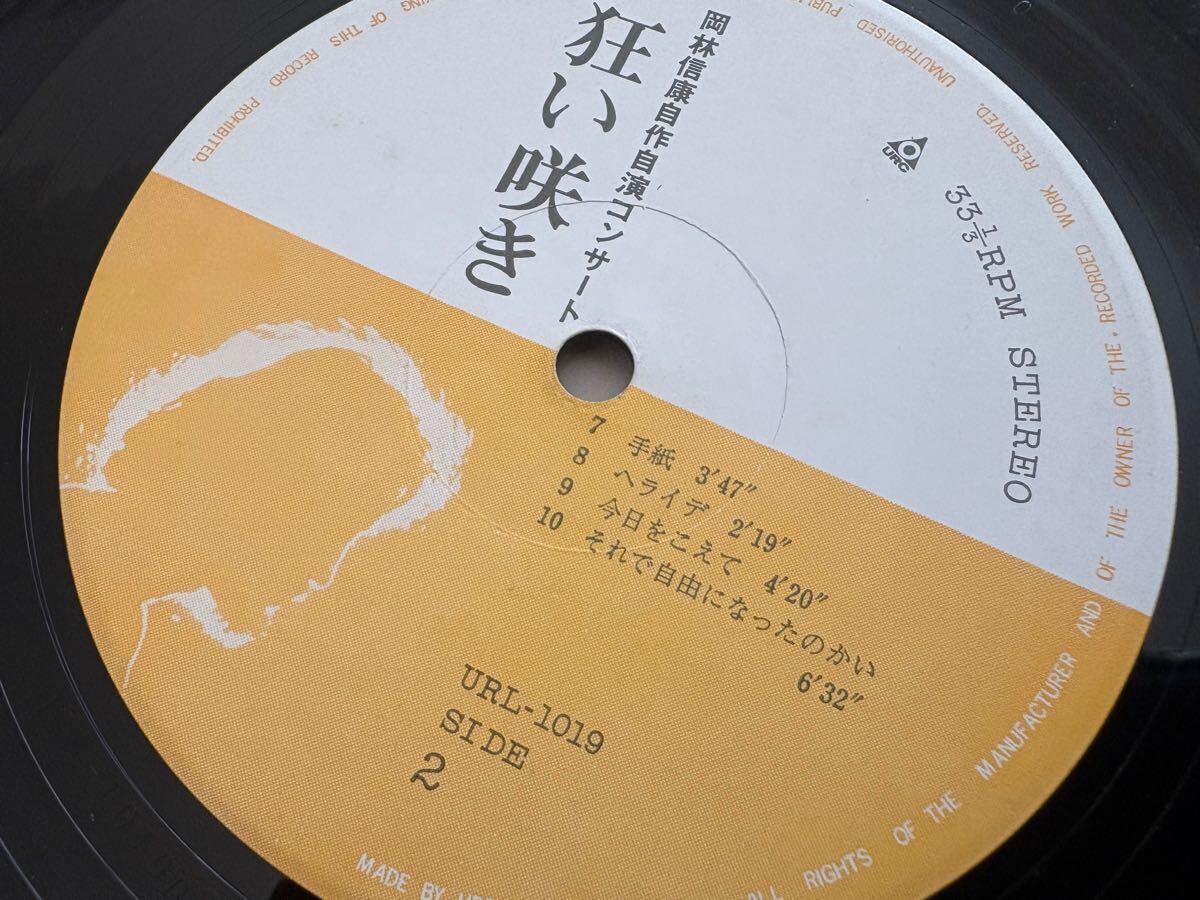 岡林信康自作自演コンサート
狂い咲き
URC
33 1/3 RPM STEREO
7 手紙 3′47″
8 ヘライデ 2′19″
9 今日をこえて 4′20″
10 それで自由になったのかい
6′32″
URL-1019
SIDE
2
MADE BY
ALL RIGHTS OF THE MANUFACTURER AND OF THE OWNER OF THE RECORDED WORK RESERVED. UNAUTHORISED
OF THIS RECORD PROHIBITED.